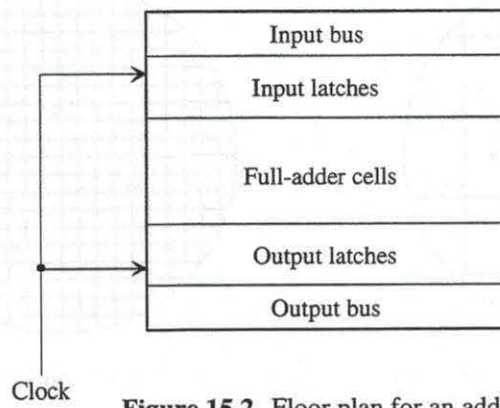 Input bus
Input latches
Full-adder cells
Output latches
Output bus
Clock
Figure 15.2 Floor plan for an